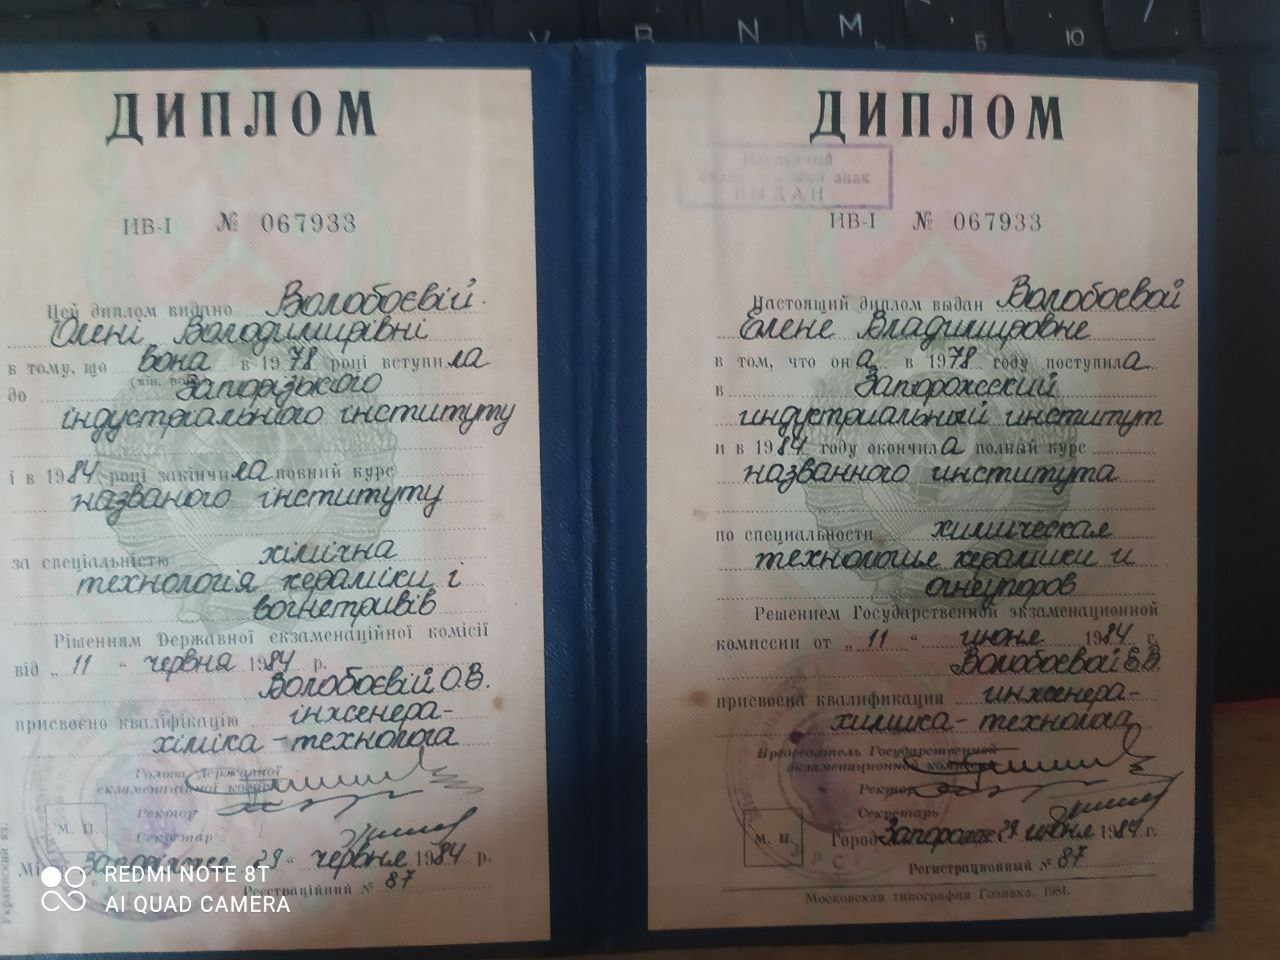 V B N М
Б Ю
ДИПЛОМ
ИВ-I № 067933
Цей диплом видано Волобоєвій
Олені Володимирівні
в тому, що вона в 1978 році вступила
до Запорізького
індустріального інституту
і в 1984 році закінчила повний курс
названого інституту
за спеціальністю хімічна
технологія кераміки і
вогнетривів
Рішенням Державної екзаменаційної комісії
від „11“ червня 1984 р.
Волобоєвій О.В.
присвоєно кваліфікацію інженера-
хіміка-технолога
Голова Державної
екзаменаційної комісії
Ректор
Секретар
М. П.
Запоріжжя 29 “ червня 1984 р.
Реєстраційний № 87
Украинский яз.
REDMI NOTE 8T
AI QUAD CAMERA
ДИПЛОМ
Нагрудный
знак
ВЫДАН
ИВ-I № 067933
Настоящий диплом выдан Волобоевой
Елене Владимировне
в том, что она в 1978 году поступила
в Запорожский
индустриальный институт
и в 1984 году окончила полный курс
названного института
по специальности химическая
технология керамики и
огнеупоров
Решением Государственной экзаменационной
комиссии от „11“ июня 1984 г.
Волобоевой Е.В.
присвоена квалификация инженера-
химика-технолога
Председатель Государственной
экзаменационной комиссии
Ректор
Секретарь
М. П.
Город Запорожье 29 июня 1984 г.
Регистрационный № 87
Московская типография Гознака. 1981.